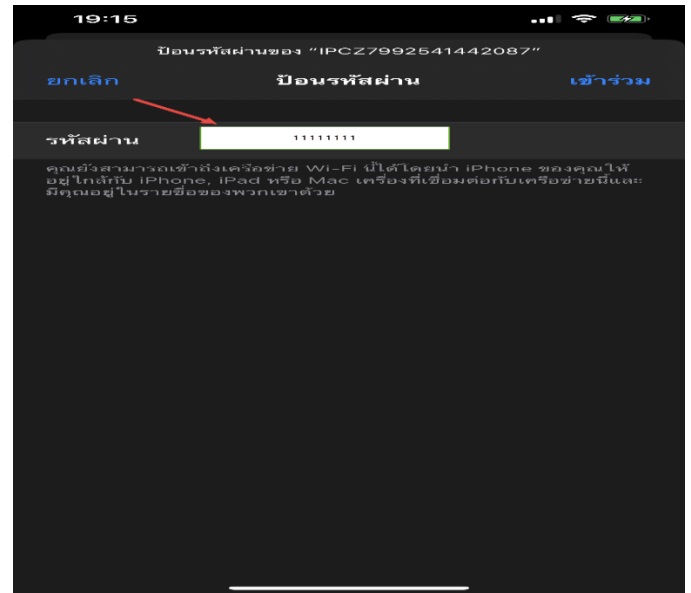 19:15
ป้อนรหัสผ่านของ “IPCZ7992541442087”
ยกเลิก
ป้อนรหัสผ่าน
เข้าร่วม
รหัสผ่าน
11111111
คุณยังสามารถเข้าถึงเครือข่าย Wi-Fi นี้ได้โดยนำ iPhone ของคุณให้
อยู่ใกล้กับ iPhone, iPad หรือ Mac เครื่องที่เชื่อมต่อกับเครือข่ายนี้และ
มีคุณอยู่ในรายชื่อของพวกเขาด้วย